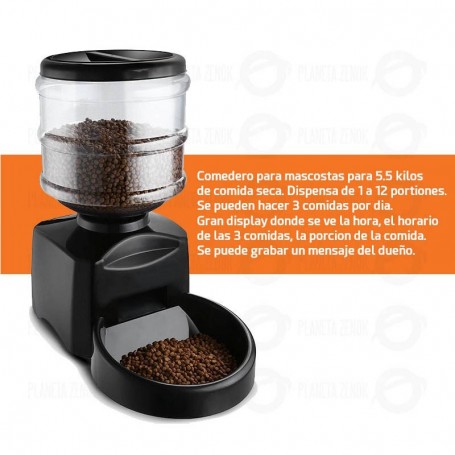 Comedero para mascostas para 5.5 kilos
de comida seca. Dispensa de 1 a 12 portiones.
Se pueden hacer 3 comidas por dia.
Gran display donde se ve la hora, el horario
de las 3 comidas, la porcion de la comida.
Se puede grabar un mensaje del dueño.